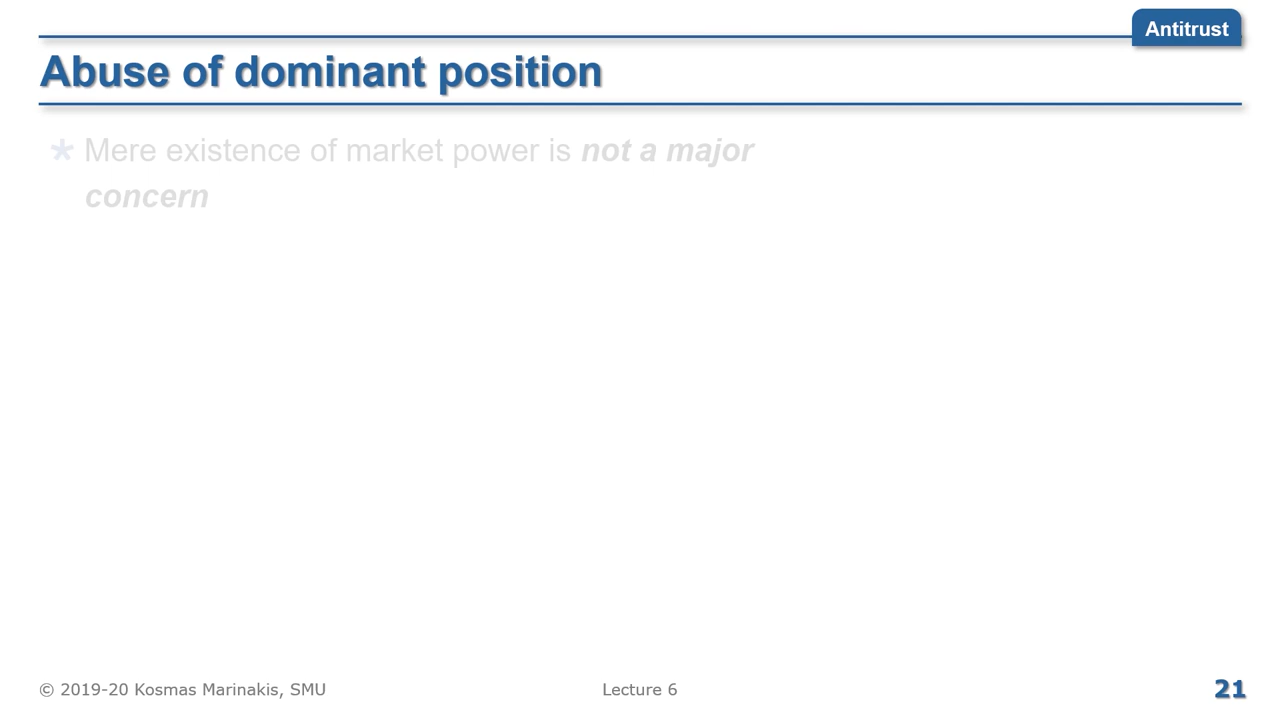 Antitrust
Abuse of dominant position
* Mere existence of market power is not a major
concern
© 2019-20 Kosmas Marinakis, SMU
Lecture 6
21